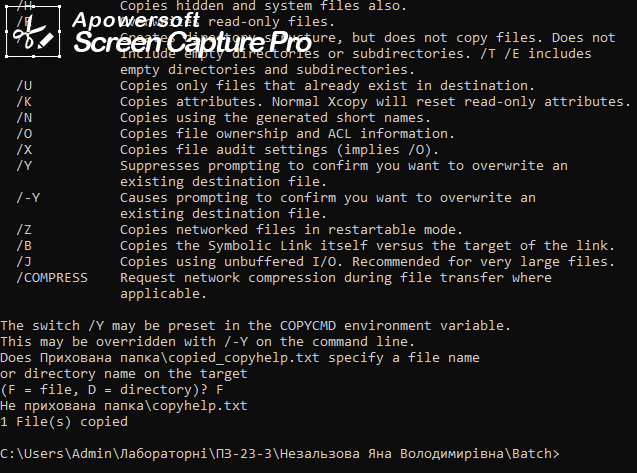 /H Copies hidden and system files also.
Apowersoft
Screen Capture Pro
read-only files.
structure, but does not copy files. Does not
include empty directories or subdirectories. /T /E includes
empty directories and subdirectories.
/U Copies only files that already exist in destination.
/K Copies attributes. Normal Xcopy will reset read-only attributes.
/N Copies using the generated short names.
/O Copies file ownership and ACL information.
/X Copies file audit settings (implies /O).
/Y Suppresses prompting to confirm you want to overwrite an
existing destination file.
/-Y Causes prompting to confirm you want to overwrite an
existing destination file.
/Z Copies networked files in restartable mode.
/B Copies the Symbolic Link itself versus the target of the link.
/J Copies using unbuffered I/O. Recommended for very large files.
/COMPRESS Request network compression during file transfer where
applicable.
The switch /Y may be preset in the COPYCMD environment variable.
This may be overridden with /-Y on the command line.
Does Прихована папка\copied_copyhelp.txt specify a file name
or directory name on the target
(F = file, D = directory)? F
Не прихована папка\copyhelp.txt
1 File(s) copied
C:\Users\Admin\Лабораторні\ПЗ-23-3\Незальзова Яна Володимирівна\Batch>